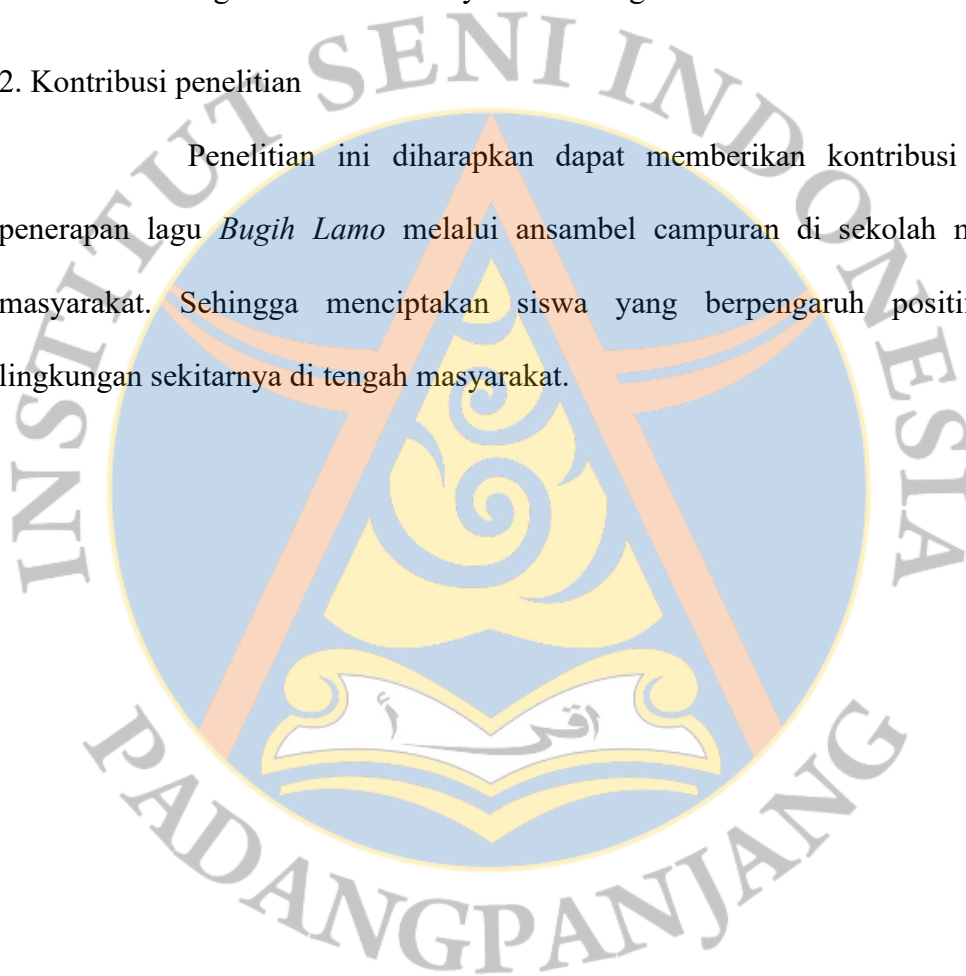 2. Kontribusi penelitian
Penelitian ini diharapkan dapat memberikan kontribusi
penerapan lagu Bugih Lamo melalui ansambel campuran di sekolah
masyarakat. Sehingga menciptakan siswa yang berpengaruh
lingkungan sekitarnya di tengah masyarakat.
INSTITUT SENI INDONESIA
اقرأ
PADANGPANJANG